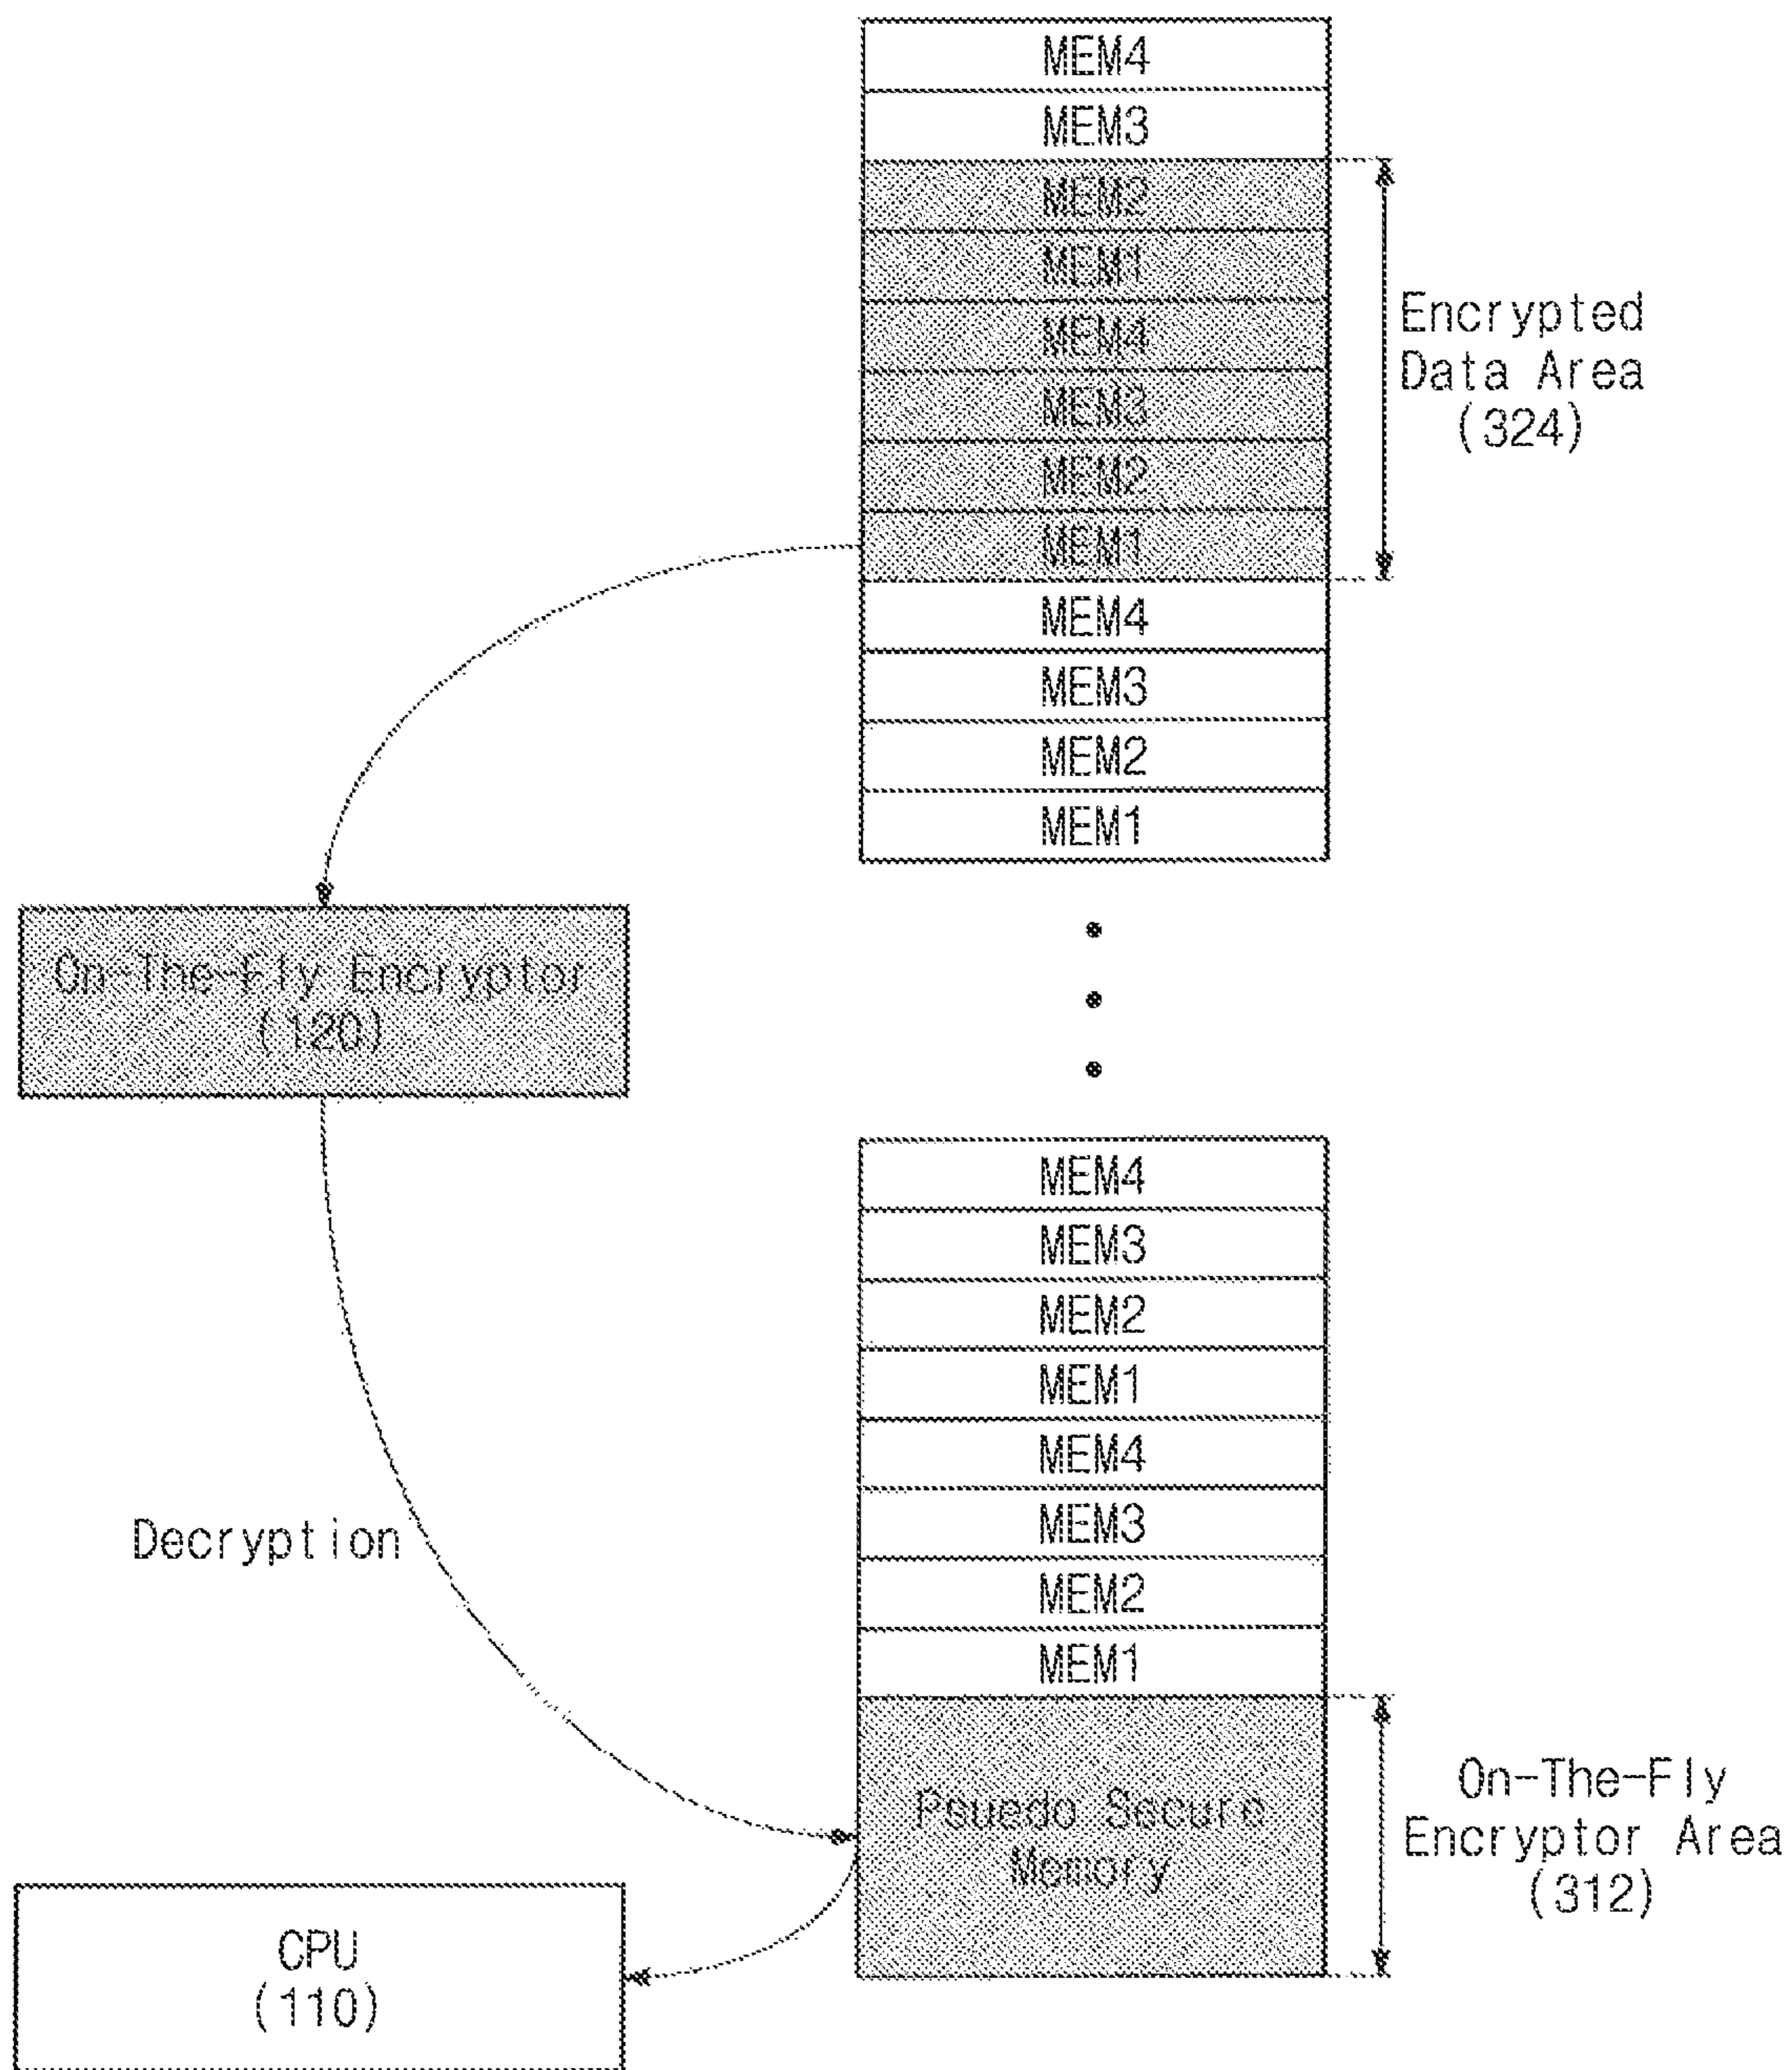 MEM4
MEM3
MEM2
MEM1
MEM4
MEM3
MEM2
MEM1
MEM4
MEM3
MEM2
MEM1
Encrypted
Data Area
(324)
On-The-Fly Encryptor
(120)
MEM4
MEM3
MEM2
MEM1
MEM4
MEM3
MEM2
MEM1
Decryption
Psuedo Secure
Memory
On-The-Fly
Encryptor Area
(312)
CPU
(110)